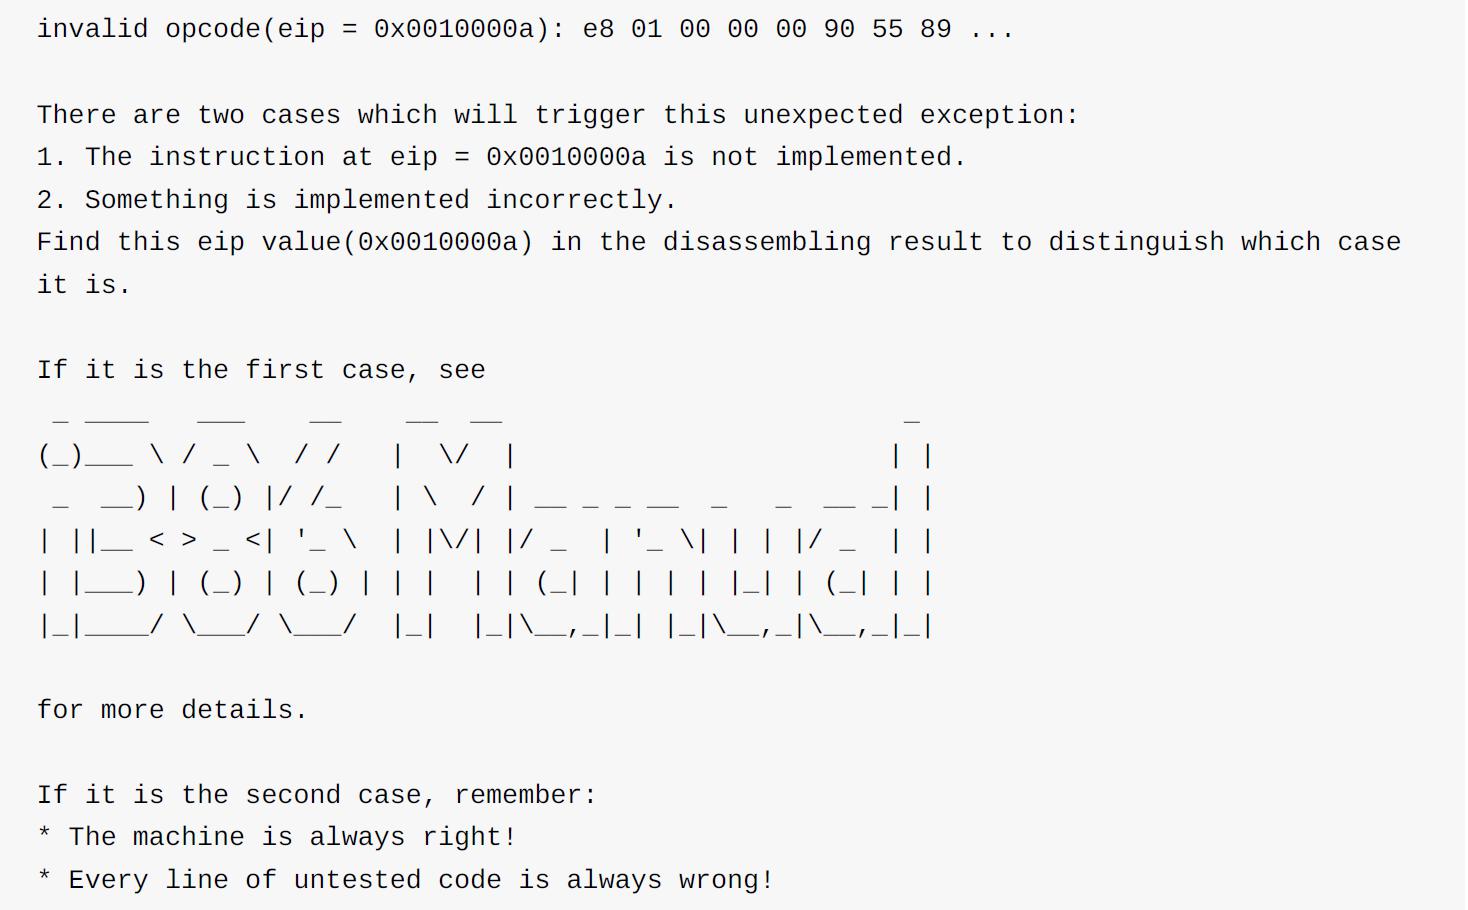 invalid opcode(eip = 0x0010000a): e8 01 00 00 00 90 55 89 ...
There are two cases which will trigger this unexpected exception:
1. The instruction at eip = 0x0010000a is not implemented.
2. Something is implemented incorrectly.
Find this eip value(0x0010000a) in the disassembling result to distinguish which case
it is.
If it is the first case, see
 _ ____   ___    __    __  __                         _
(_)___ \ / _ \  / /   |  \/  |                       | |
 _  __) | (_) |/ /_   | \  / | __ _ _ __  _   _  __ _| |
| ||__ < > _ <| '_ \  | |\/| |/ _  | '_ \| | | |/ _  | |
| |___) | (_) | (_) | | |  | | (_| | | | | |_| | (_| | |
|_|____/ \___/ \___/  |_|  |_|\__,_|_| |_|\__,_|\__,_|_|
for more details.
If it is the second case, remember:
* The machine is always right!
* Every line of untested code is always wrong!